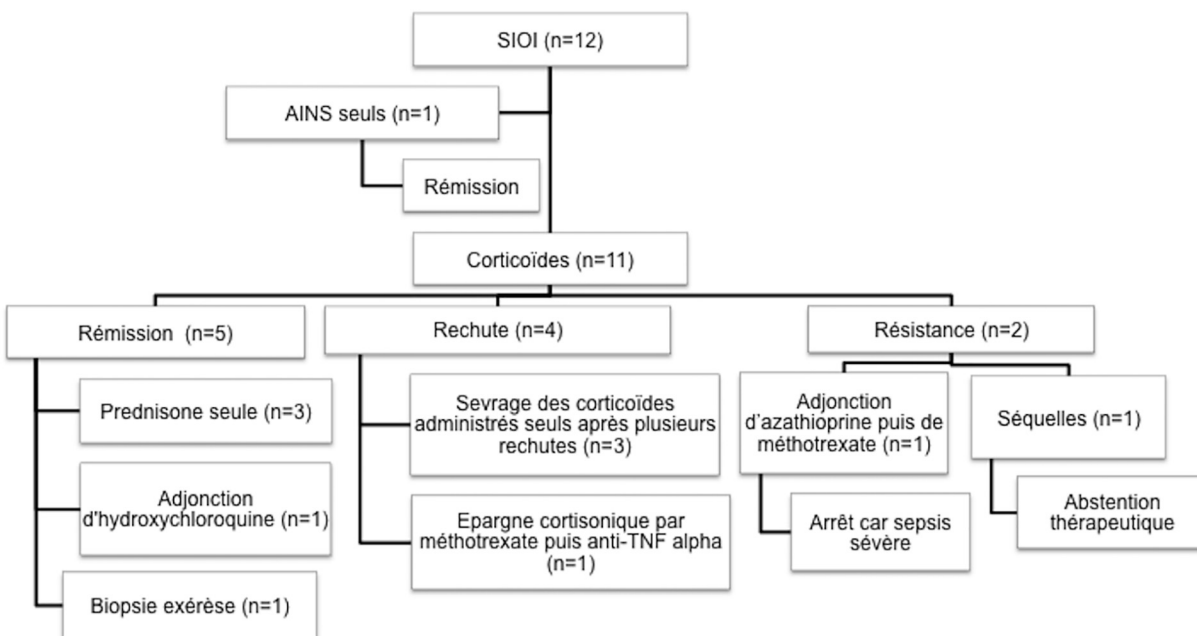 SIOI (n=12)
AINS seuls (n=1)
Rémission
Corticoïdes (n=11)
Rémission (n=5)
Prednisone seule (n=3)
Adjonction
d'hydroxychloroquine (n=1)
Biopsie exérèse (n=1)
Rechute (n=4)
Sevrage des corticoïdes
administrés seuls après plusieurs
rechutes (n=3)
Epargne cortisonique par
méthotrexate puis anti-TNF alpha
(n=1)
Résistance (n=2)
Adjonction
d'azathioprine puis de
méthotrexate (n=1)
Arrêt car sepsis
sévère
Séquelles (n=1)
Abstention
thérapeutique